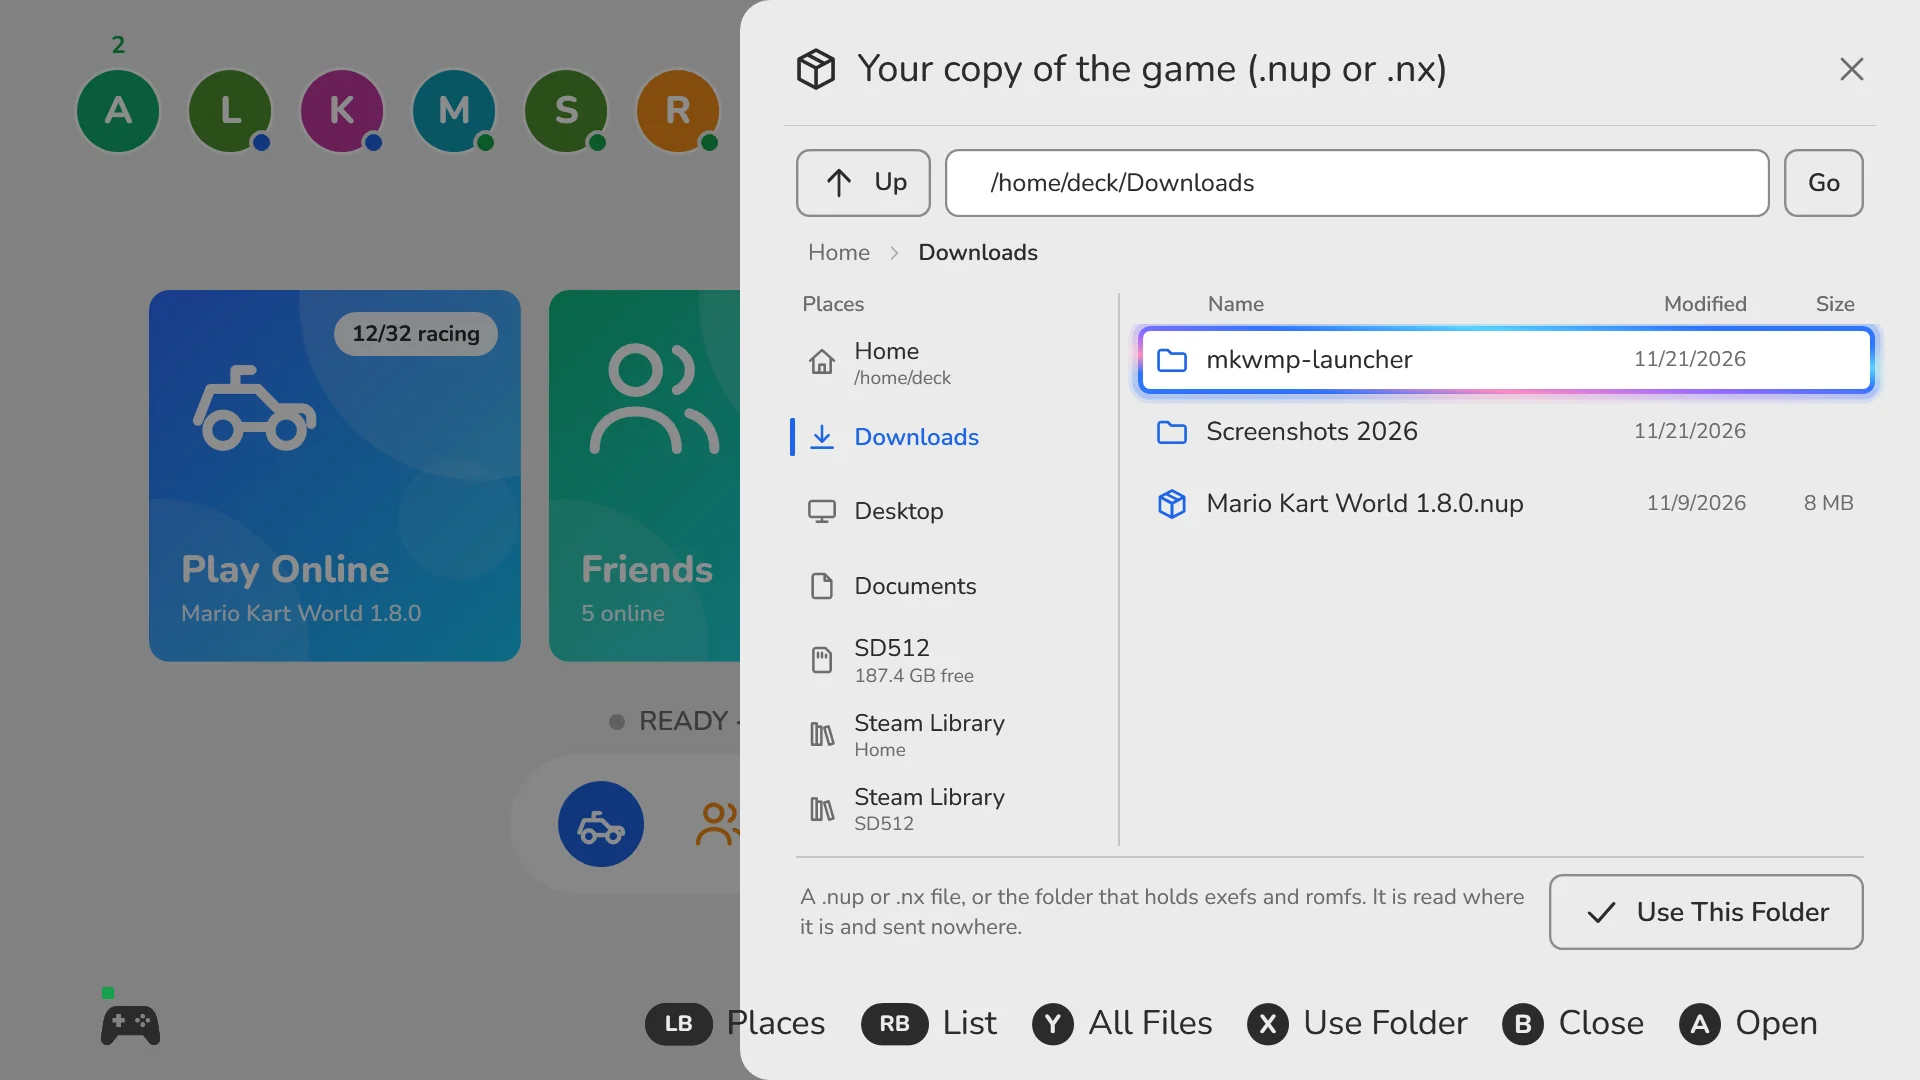 2
A
L
K
M
S
R
12/32 racing
Play Online
Mario Kart World 1.8.0
Friends
5 online
READY
Your copy of the game (.nup or .nx)
Up
/home/deck/Downloads
Go
Home
Downloads
Places
Home
/home/deck
Downloads
Desktop
Documents
SD512
187.4 GB free
Steam Library
Home
Steam Library
SD512
Name Modified Size
mkwmp-launcher 11/21/2026
Screenshots 2026 11/21/2026
Mario Kart World 1.8.0.nup 11/9/2026 8 MB
A .nup or .nx file, or the folder that holds exefs and romfs. It is read where
it is and sent nowhere.
Use This Folder
LB Places RB List Y All Files X Use Folder B Close A Open